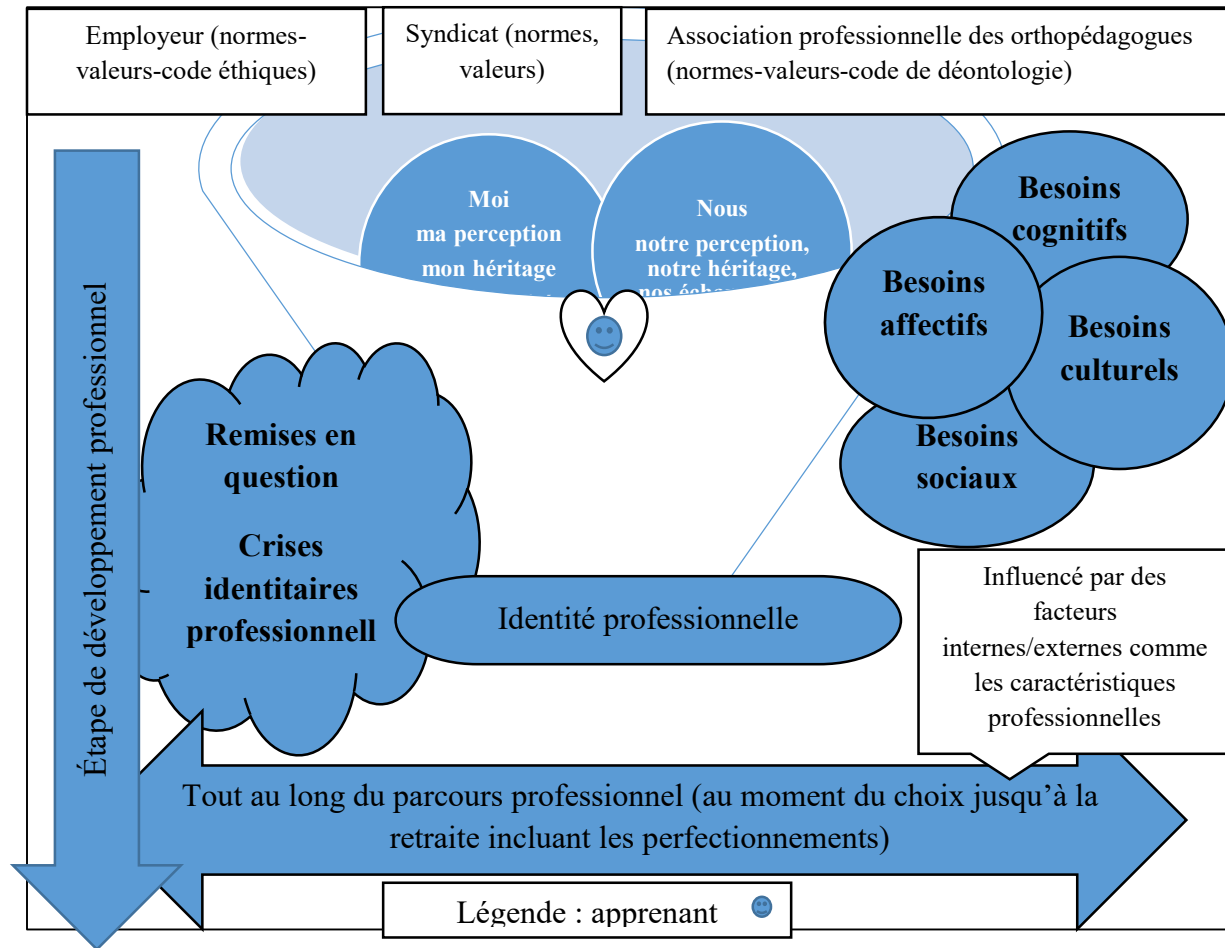 Employeur (normes-
valeurs-code éthiques)
Syndicat (normes,
valeurs)
Association professionnelle des orthopédagogues
(normes-valeurs-code de déontologie)
Étape de développement professionnel
Moi
ma perception
mon héritage
Nous
notre perception,
notre héritage,
Besoins
cognitifs
Besoins
affectifs
Besoins
culturels
Besoins
sociaux
Remises en
question
Crises
identitaires
professionnell
Identité professionnelle
Influencé par des
facteurs
internes/externes comme
les caractéristiques
professionnelles
Tout au long du parcours professionnel (au moment du choix jusqu’à la
retraite incluant les perfectionnements)
Légende : apprenant